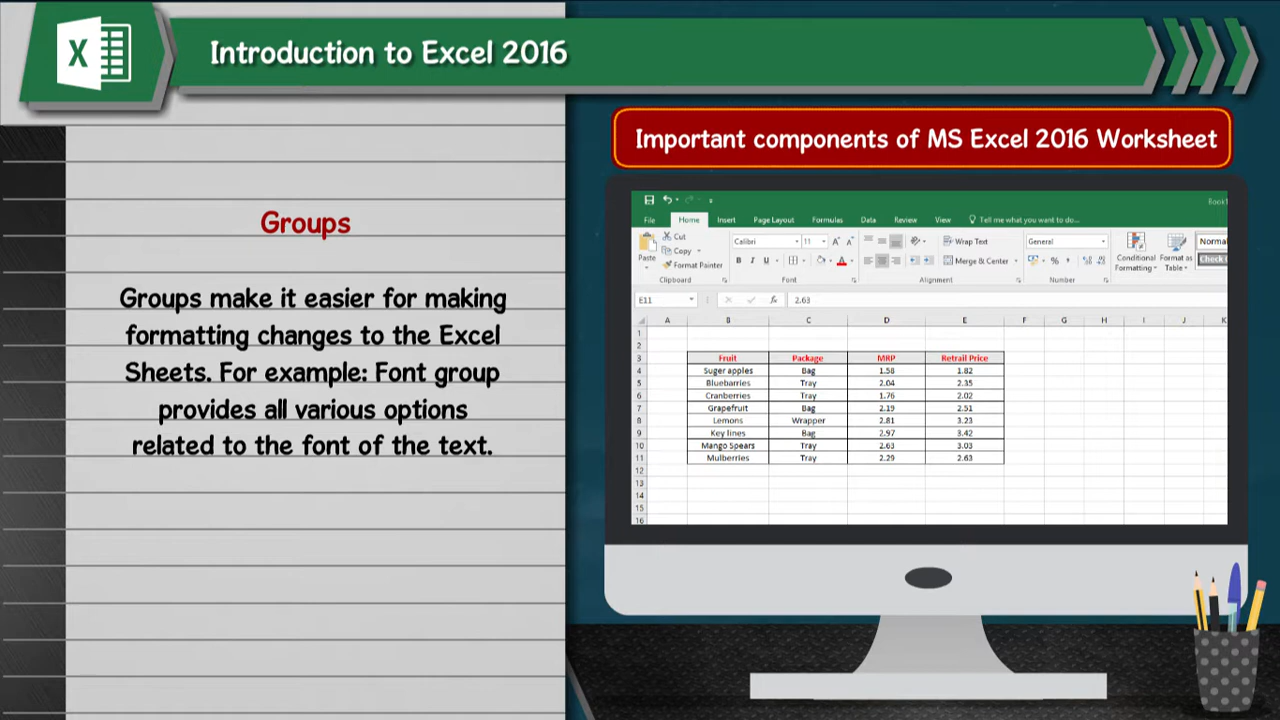 X
Introduction to Excel 2016
Important components of MS Excel 2016 Worksheet
Groups
Groups make it easier for making
formatting changes to the Excel
Sheets. For example: Font group
provides all various options
related to the font of the text.
Book1
File Home Insert Page Layout Formulas Data Review View Tell me what you want to do...
Cut
Copy
Format Painter
Paste
Calibri 11
B I U
Wrap Text
Merge & Center
General
Conditional Formatting
Format as Table
Normal
Check
Clipboard Font Alignment Number
E11 fx 2.63
A B C D E F G H I J K
1
2
3 Fruit Package MRP Retrail Price
4 Suger apples Bag 1.58 1.82
5 Bluebarries Tray 2.04 2.35
6 Cranberries Tray 1.76 2.02
7 Grapefruit Bag 2.19 2.51
8 Lemons Wrapper 2.81 3.23
9 Key lines Bag 2.97 3.42
10 Mango Spears Tray 2.63 3.03
11 Mulberries Tray 2.29 2.63
12
13
14
15
16